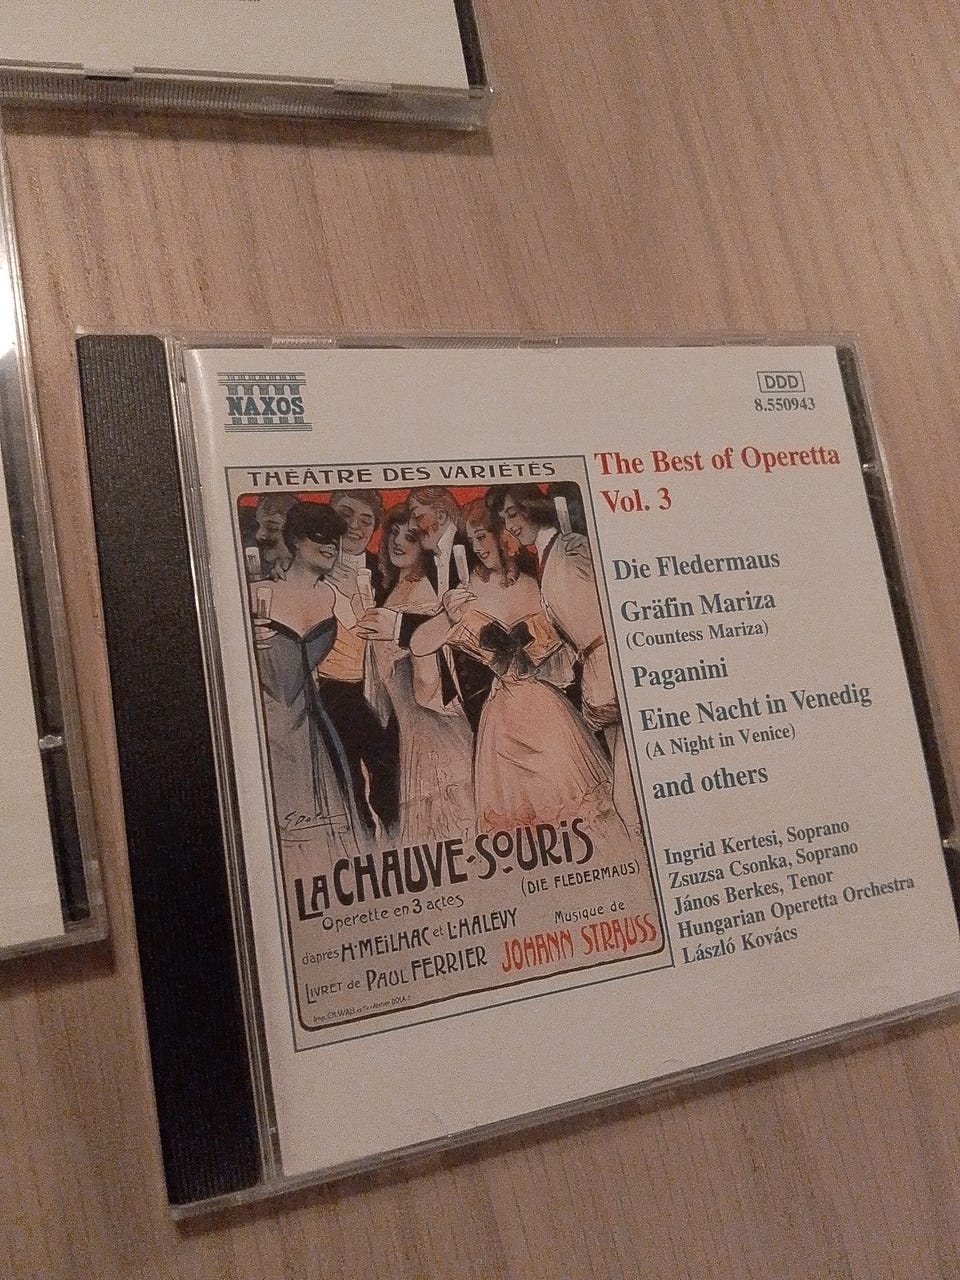 NAXOS
DDD
8.550943
The Best of Operetta
Vol. 3
Die Fledermaus
Gräfin Mariza
(Countess Mariza)
Paganini
Eine Nacht in Venedig
(A Night in Venice)
and others
Ingrid Kertesi, Soprano
Zsuzsa Csonka, Soprano
János Berkes, Tenor
Hungarian Operetta Orchestra
László Kovács
THÉÂTRE DES VARIÉTÉS
LA CHAUVE-SOURIS
(DIE FLEDERMAUS)
Opérette en 3 actes
d'après H. MEILHAC et L. HALÉVY
Livret de PAUL FERRIER
Musique de
JOHANN STRAUSS